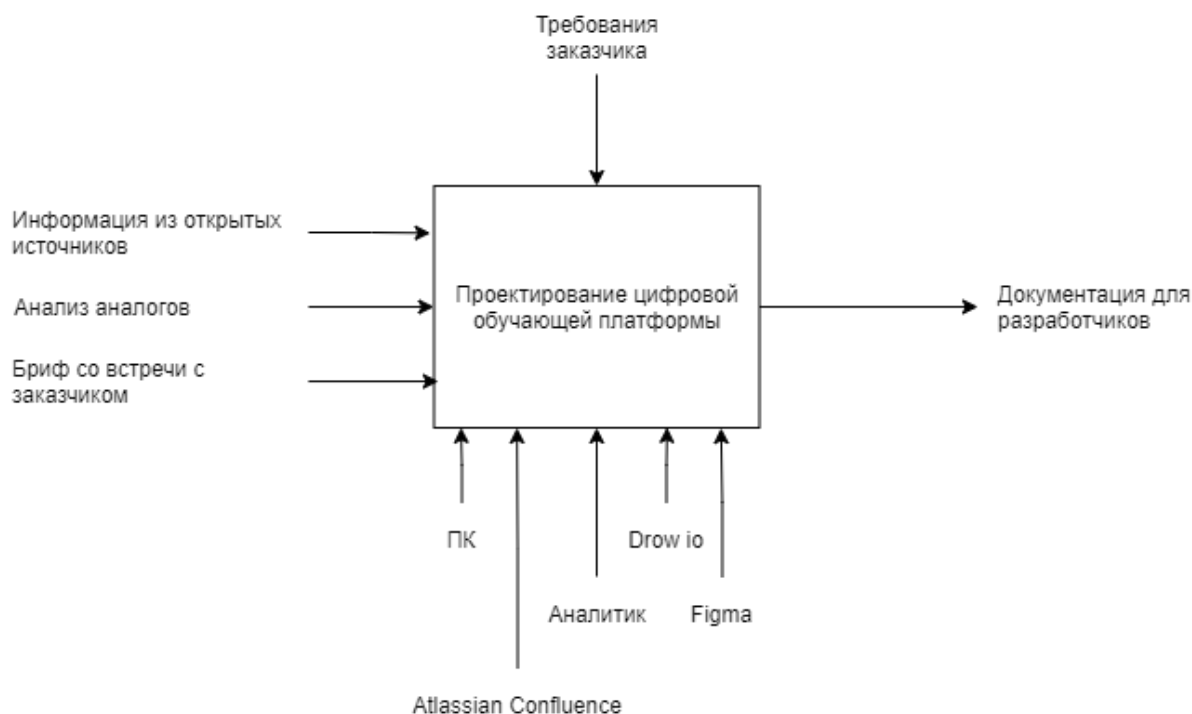 Требования
заказчика
Информация из открытых
источников
Анализ аналогов
Бриф со встречи с
заказчиком
Проектирование цифровой
обучающей платформы
Документация для
разработчиков
ПК
Drow io
Аналитик
Figma
Atlassian Confluence